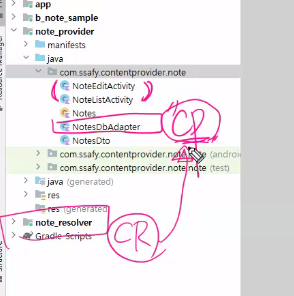 app
b_note_sample
note_provider
manifests
java
com.ssafy.contentprovider.note
NoteEditActivity
NoteListActivity
Notes
NotesDbAdapter
NotesDto
CP
com.ssafy.contentprovider.note (andro
com.ssafy.contentprovider.note (test)
java (generated)
res
res (generated)
note_resolver
Gradle Scripts
CR